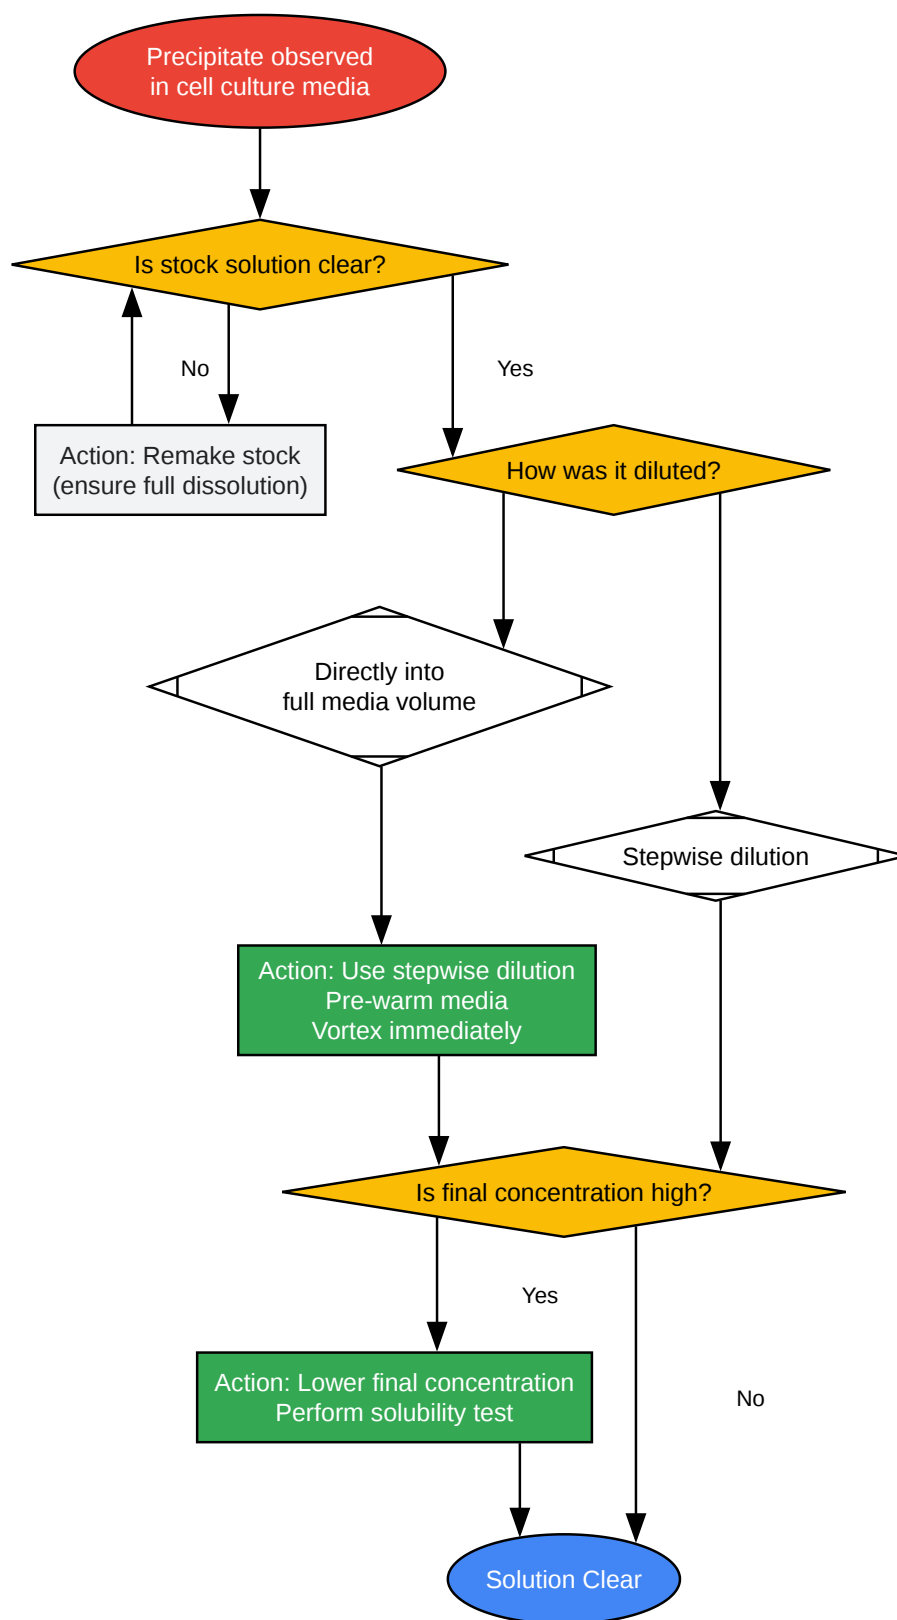 Precipitate observed
in cell culture media
Is stock solution clear?
No
Yes
Action: Remake stock
(ensure full dissolution)
How was it diluted?
Directly into
full media volume
Stepwise dilution
Action: Use stepwise dilution
Pre-warm media
Vortex immediately
Is final concentration high?
Yes
Action: Lower final concentration
Perform solubility test
No
Solution Clear